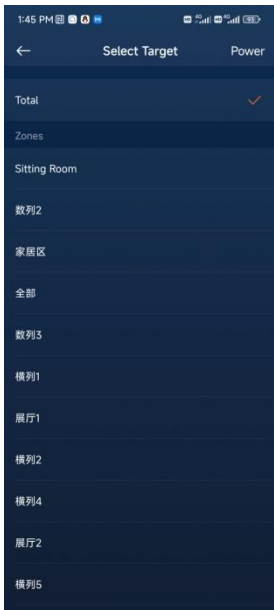 1:45 PM
Select Target
Power
Total
Zones
Sitting Room
数列2
家居区
全部
数列3
横列1
展厅1
横列2
横列4
展厅2
横列5